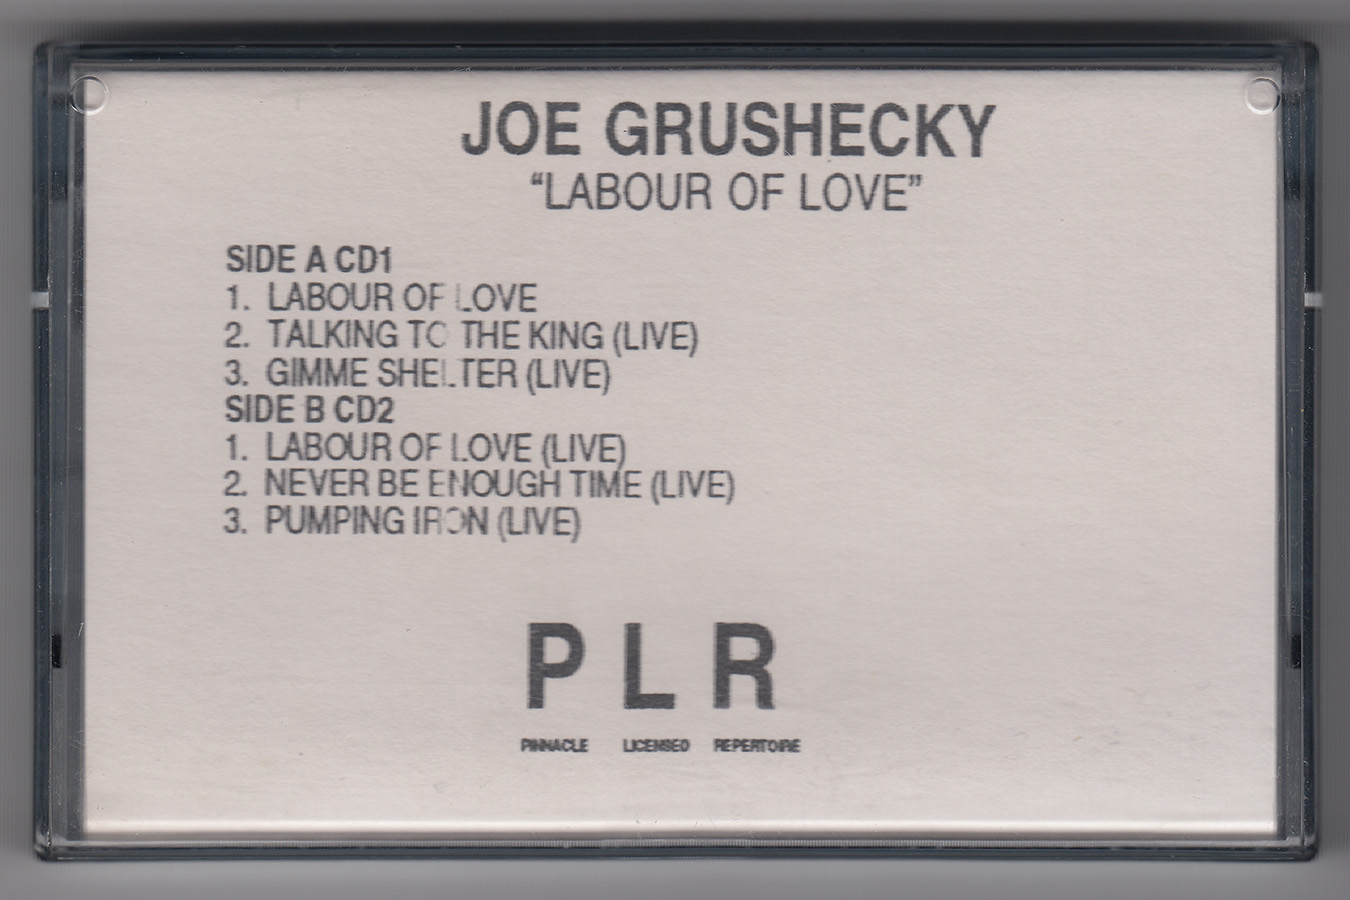 JOE GRUSHECKY
“LABOUR OF LOVE”
SIDE A CD1
1. LABOUR OF LOVE
2. TALKING TO THE KING (LIVE)
3. GIMME SHELTER (LIVE)
SIDE B CD2
1. LABOUR OF LOVE (LIVE)
2. NEVER BE ENOUGH TIME (LIVE)
3. PUMPING IRON (LIVE)
P L R
PINNACLE LICENSED REPERTOIRE